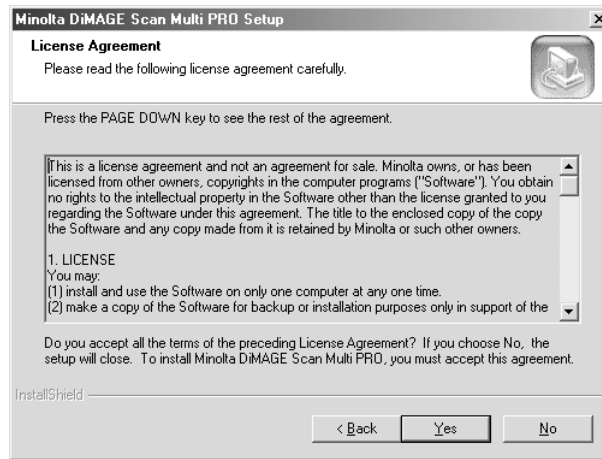 Minolta DiMAGE Scan Multi PRO Setup
License Agreement
Please read the following license agreement carefully.
Press the PAGE DOWN key to see the rest of the agreement.
This is a license agreement and not an agreement for sale. Minolta owns, or has been
licensed from other owners, copyrights in the computer programs ("Software"). You obtain
no rights to the intellectual property in the Software other than the license granted to you
regarding the Software under this agreement. The title to the enclosed copy of the copy
the Software and any copy made from it is retained by Minolta or such other owners.
1. LICENSE
You may:
(1) install and use the Software on only one computer at any one time.
(2) make a copy of the Software for backup or installation purposes only in support of the
Do you accept all the terms of the preceding License Agreement? If you choose No, the
setup will close. To install Minolta DiMAGE Scan Multi PRO, you must accept this agreement.
InstallShield
< Back
Yes
No